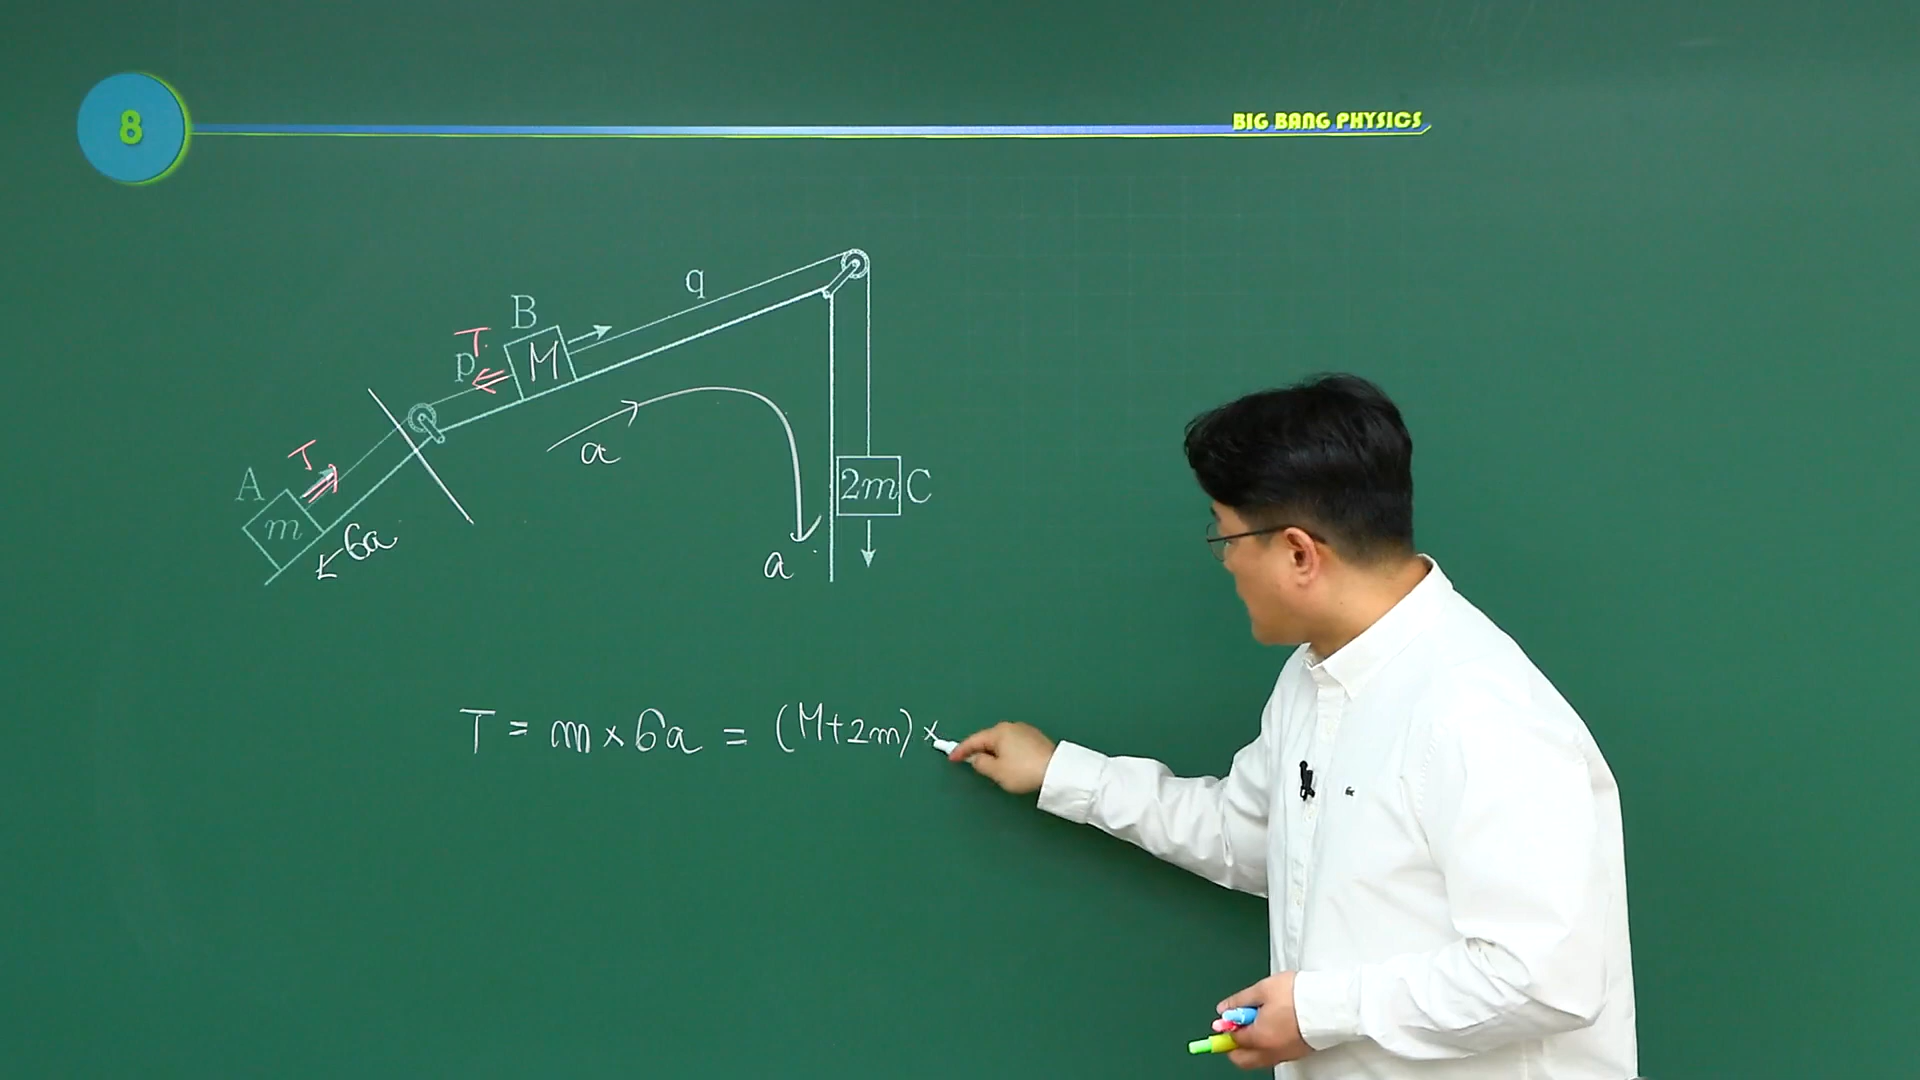 8
BIG BANG PHYSICS
q
B
T
p
M
T
a
A
2m C
m
6a
a
T = m × 6a = (M+2m) ×